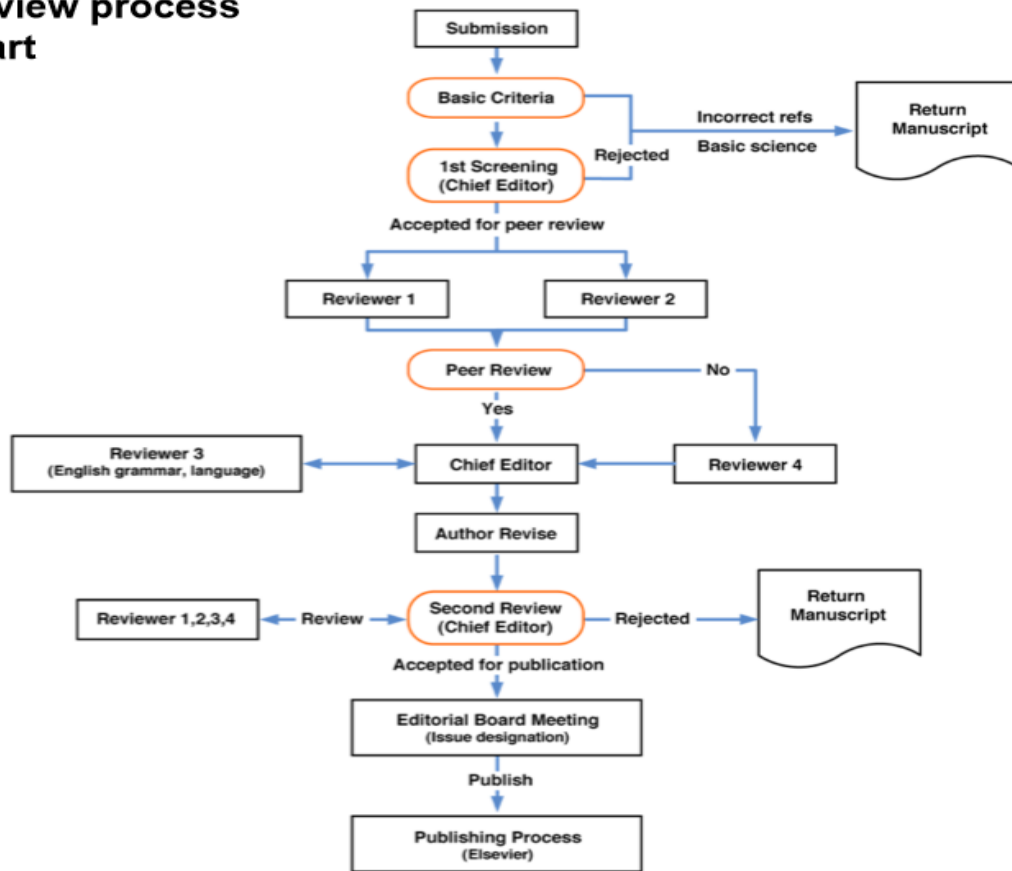 view process
art
Submission
Basic Criteria
Incorrect refs
Basic science
Return
Manuscript
Rejected
1st Screening
(Chief Editor)
Accepted for peer review
Reviewer 1
Reviewer 2
Peer Review
No
Yes
Reviewer 3
(English grammar, language)
Chief Editor
Reviewer 4
Author Revise
Reviewer 1,2,3,4
Review
Second Review
(Chief Editor)
Rejected
Return
Manuscript
Accepted for publication
Editorial Board Meeting
(Issue designation)
Publish
Publishing Process
(Elsevier)